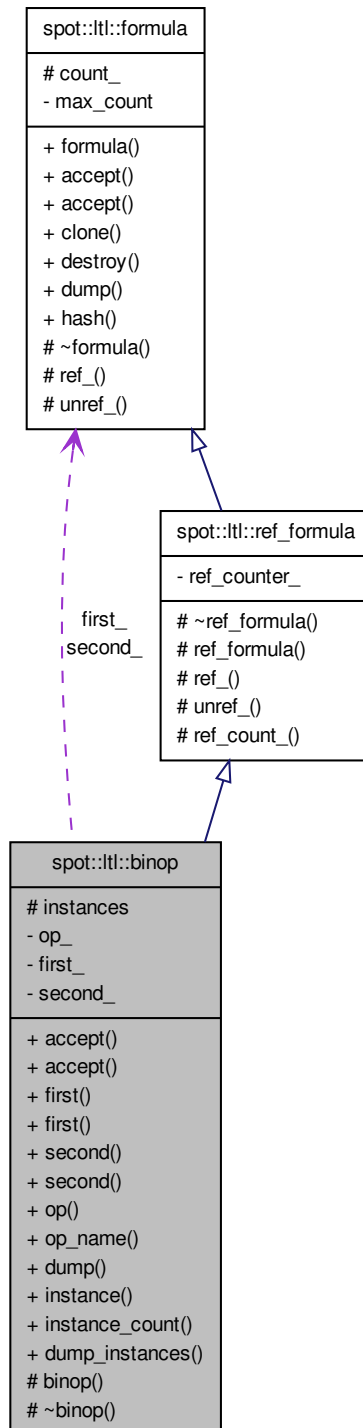 spot::ltl::formula
# count_
- max_count
+ formula()
+ accept()
+ accept()
+ clone()
+ destroy()
+ dump()
+ hash()
# ~formula()
# ref_()
# unref_()
first_
second_
spot::ltl::ref_formula
- ref_counter_
# ~ref_formula()
# ref_formula()
# ref_()
# unref_()
# ref_count_()
spot::ltl::binop
# instances
- op_
- first_
- second_
+ accept()
+ accept()
+ first()
+ first()
+ second()
+ second()
+ op()
+ op_name()
+ dump()
+ instance()
+ instance_count()
+ dump_instances()
# binop()
# ~binop()